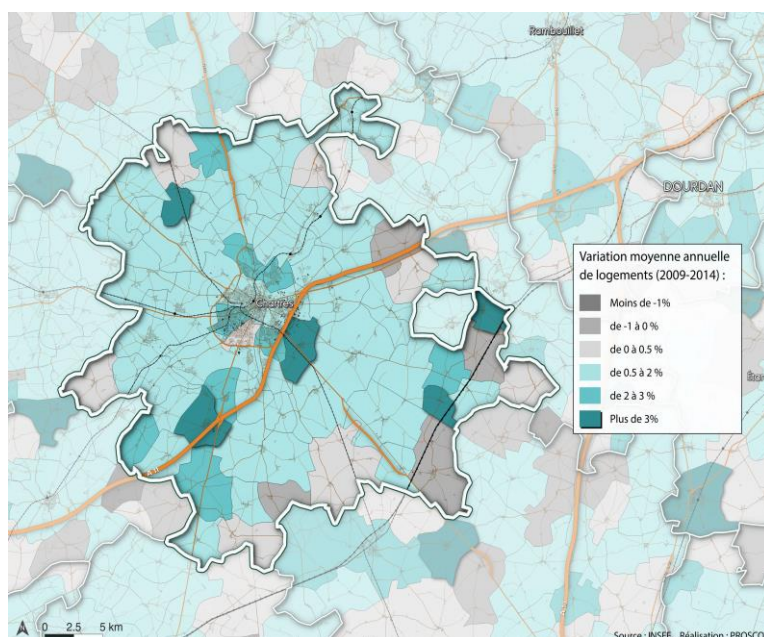 Rambouillet
DOURDAN
Variation moyenne annuelle
de logements (2009-2014) :
Moins de -1%
de -1 à 0 %
de 0 à 0.5 %
de 0.5 à 2 %
de 2 à 3 %
Plus de 3%
Chartres
A 11
0 2.5 5 km
Source : INSEE Réalisation : PROSCO